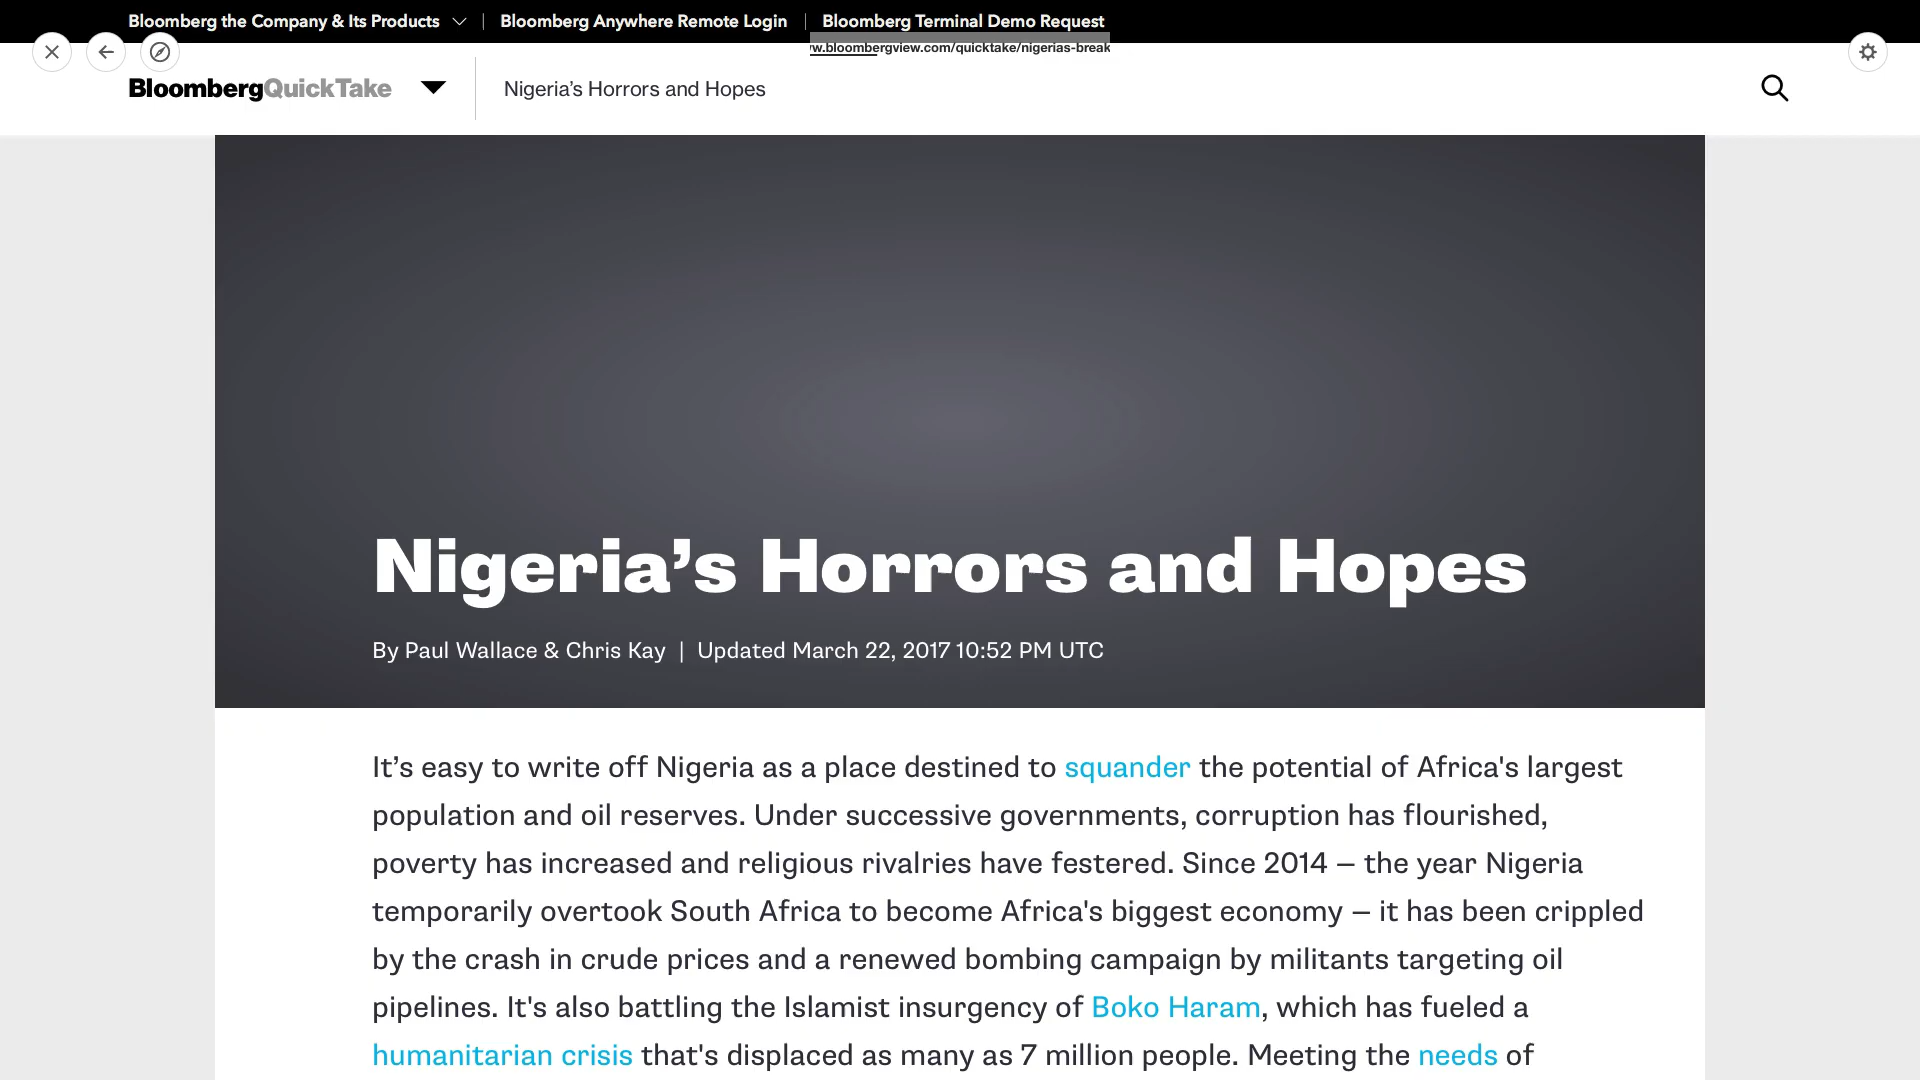 Bloomberg the Company & Its Products
Bloomberg Anywhere Remote Login
Bloomberg Terminal Demo Request
w.bloombergview.com/quicktake/nigerias-break
BloombergQuickTake
Nigeria’s Horrors and Hopes
Nigeria’s Horrors and Hopes
By Paul Wallace & Chris Kay | Updated March 22, 2017 10:52 PM UTC
It’s easy to write off Nigeria as a place destined to squander the potential of Africa's largest
population and oil reserves. Under successive governments, corruption has flourished,
poverty has increased and religious rivalries have festered. Since 2014 — the year Nigeria
temporarily overtook South Africa to become Africa's biggest economy — it has been crippled
by the crash in crude prices and a renewed bombing campaign by militants targeting oil
pipelines. It's also battling the Islamist insurgency of Boko Haram, which has fueled a
humanitarian crisis that's displaced as many as 7 million people. Meeting the needs of